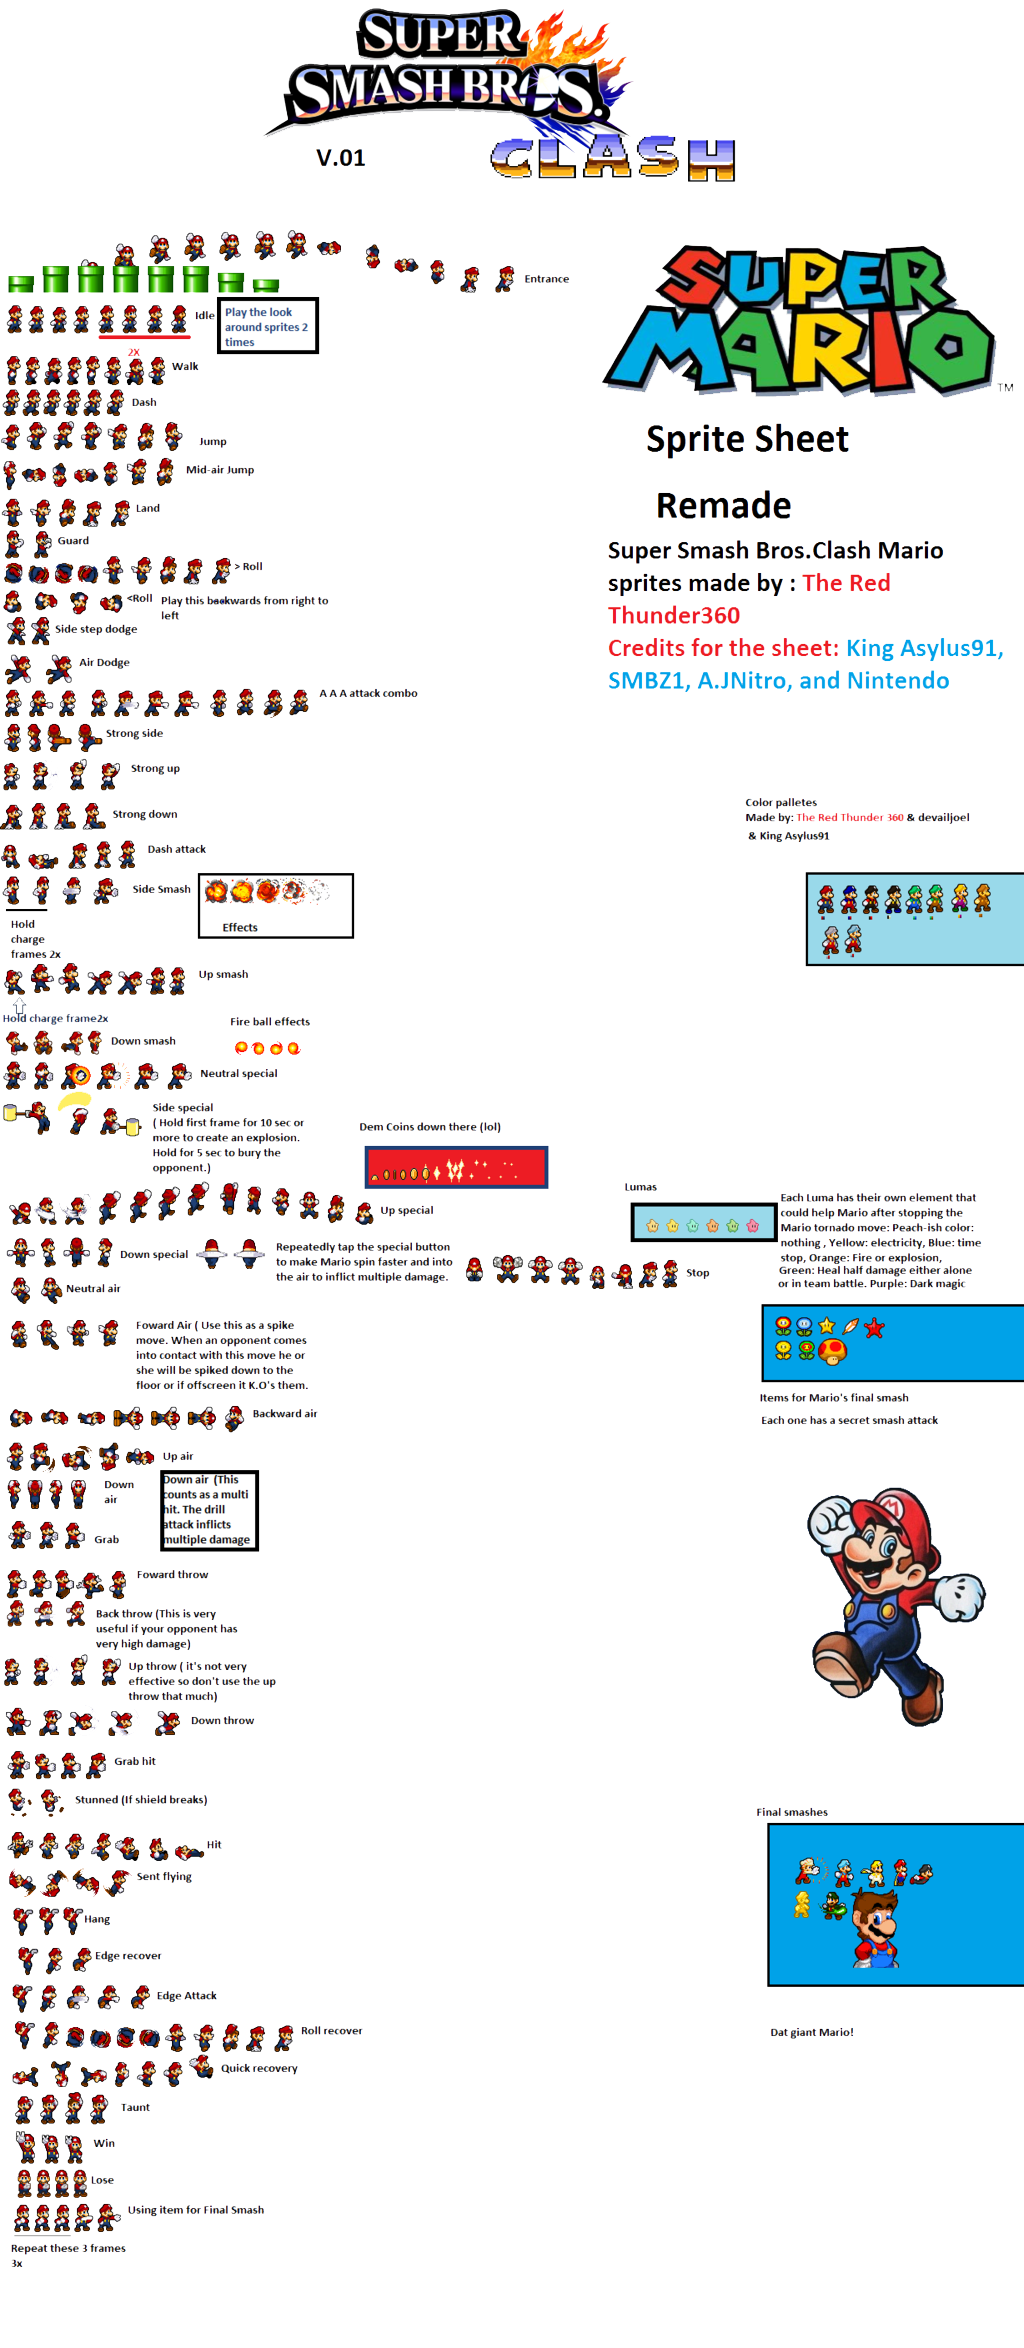 SUPER
SMASH BROS.
CLASH
V.01
Entrance
SUPER
MARIO
TM
Idle
Play the look
around sprites 2
times
2X
Walk
Dash
Jump
Sprite Sheet
Mid-air Jump
Remade
Land
Guard
Super Smash Bros.Clash Mario
sprites made by : The Red
Thunder360
Credits for the sheet: King Asylus91,
SMBZ1, A.JNitro, and Nintendo
> Roll
<Roll
Play this backwards from right to
left
Side step dodge
Air Dodge
A A A attack combo
Strong side
Strong up
Strong down
Color palletes
Made by: The Red Thunder 360 & devailjoel
& King Asylus91
Dash attack
Side Smash
Effects
Hold
charge
frames 2x
Up smash
Hold charge frame2x
Fire ball effects
Down smash
Neutral special
Side special
( Hold first frame for 10 sec or
more to create an explosion.
Hold for 5 sec to bury the
opponent.)
Dem Coins down there (lol)
Up special
Lumas
Each Luma has their own element that
could help Mario after stopping the
Mario tornado move: Peach-ish color:
nothing , Yellow: electricity, Blue: time
stop, Orange: Fire or explosion,
Green: Heal half damage either alone
or in team battle. Purple: Dark magic
Down special
Repeatedly tap the special button
to make Mario spin faster and into
the air to inflict multiple damage.
Stop
Neutral air
Foward Air ( Use this as a spike
move. When an opponent comes
into contact with this move he or
she will be spiked down to the
floor or if offscreen it K.O's them.
Items for Mario's final smash
Each one has a secret smash attack
Backward air
Up air
Down
air
Down air (This
counts as a multi
hit. The drill
attack inflicts
multiple damage
Grab
Foward throw
Back throw (This is very
useful if your opponent has
very high damage)
Up throw ( it's not very
effective so don't use the up
throw that much)
Down throw
Grab hit
Stunned (If shield breaks)
Final smashes
Hit
Sent flying
Hang
Edge recover
Edge Attack
Roll recover
Dat giant Mario!
Quick recovery
Taunt
Win
Lose
Using item for Final Smash
Repeat these 3 frames
3x